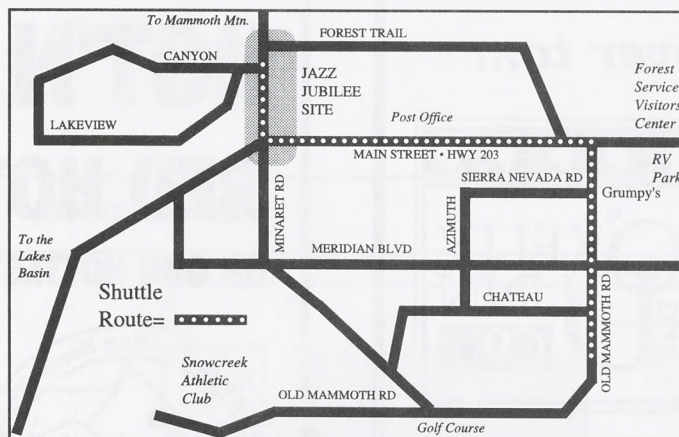 To Mammoth Mtn.
FOREST TRAIL
CANYON
JAZZ
JUBILEE
SITE
Forest
Service
Visitors
Center
Post Office
LAKEVIEW
MAIN STREET • HWY 203
RV
Park
SIERRA NEVADA RD
Grumpy's
MINARET RD
AZIMUTH
To the
Lakes
Basin
MERIDIAN BLVD
Shuttle
Route=
CHATEAU
OLD MAMMOTH RD
Snowcreek
Athletic
Club
OLD MAMMOTH RD
Golf Course